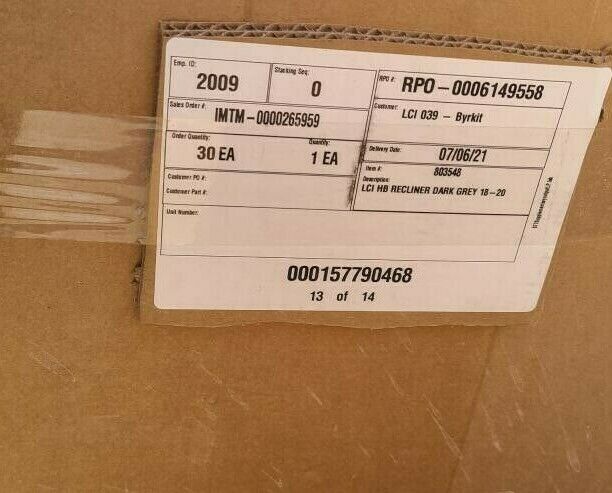 Emp. ID:
2009
Stacking Seq:
0
RPO #: RPO-0006149558
Sales Order #:
IMTM-0000265959
Customer:
LCI 039 - Byrkit
Order Quantity:
30 EA
Quantity:
1 EA
Delivery Date: 07/06/21
Item #: 803548
Description:
LCI HB RECLINER DARK GREY 18-20
Customer PO #:
Customer Part #:
Unit Number:
000157790468
13 of 14